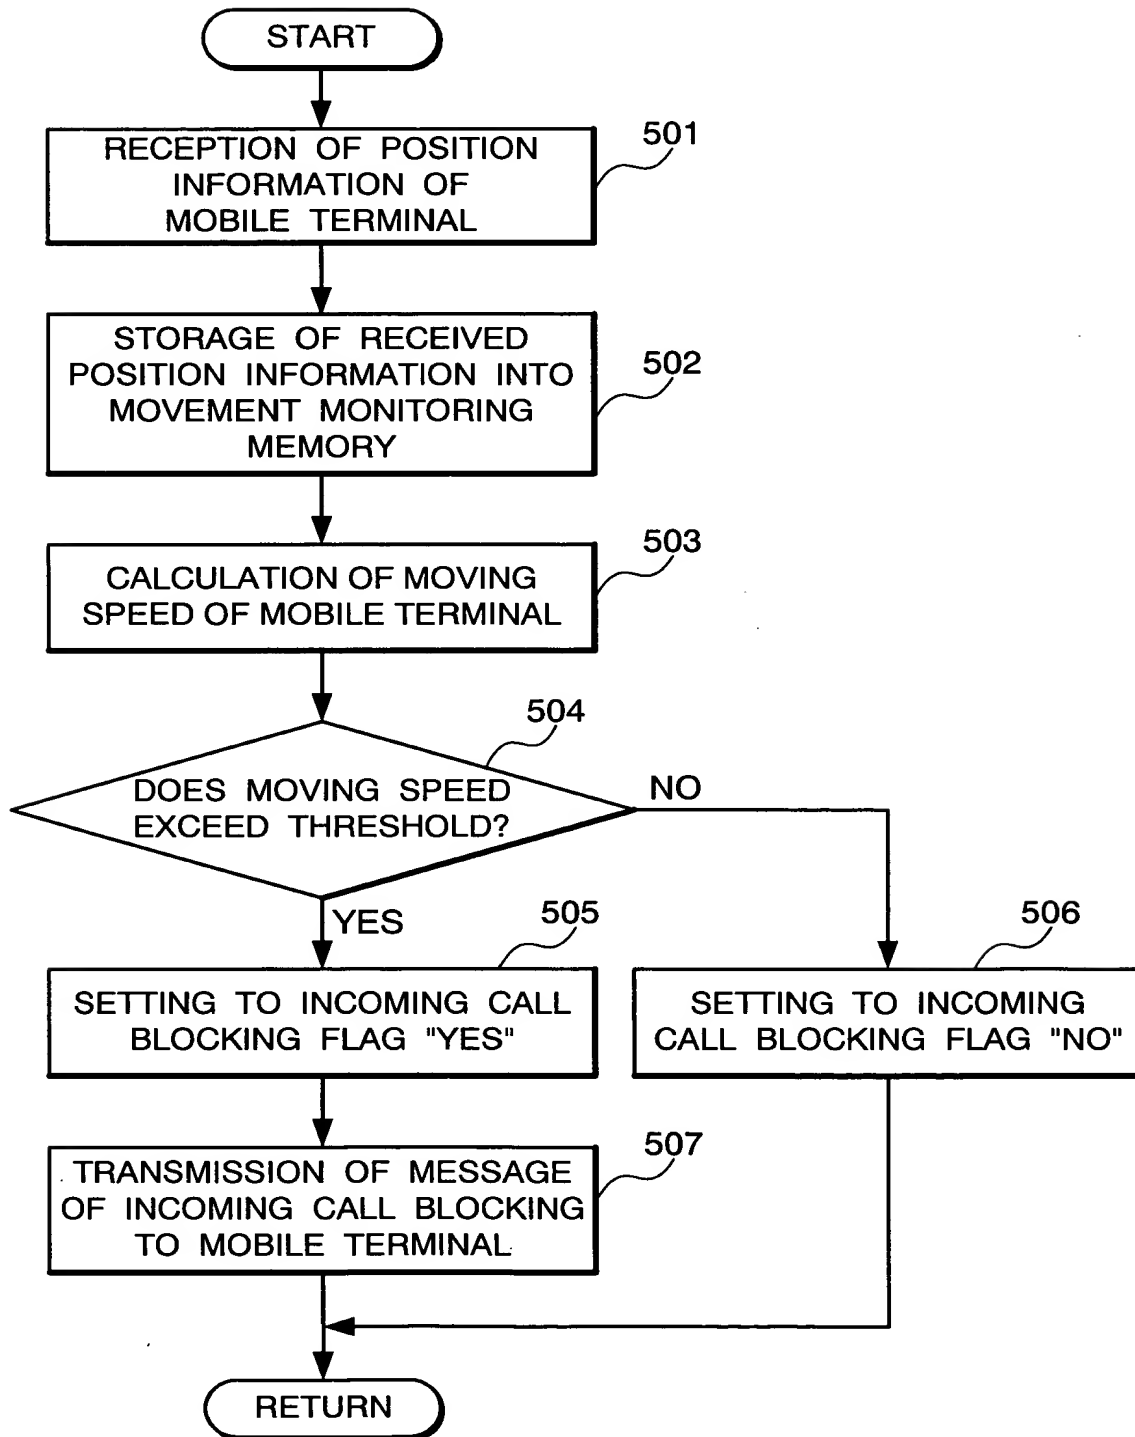 START
501
RECEPTION OF POSITION
INFORMATION OF
MOBILE TERMINAL
502
STORAGE OF RECEIVED
POSITION INFORMATION INTO
MOVEMENT MONITORING
MEMORY
503
CALCULATION OF MOVING
SPEED OF MOBILE TERMINAL
504
DOES MOVING SPEED
EXCEED THRESHOLD?
NO
YES
505
SETTING TO INCOMING CALL
BLOCKING FLAG "YES"
506
SETTING TO INCOMING
CALL BLOCKING FLAG "NO"
507
TRANSMISSION OF MESSAGE
OF INCOMING CALL BLOCKING
TO MOBILE TERMINAL
RETURN